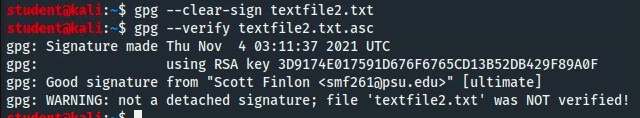 student@kali:~$ gpg --clear-sign textfile2.txt
student@kali:~$ gpg --verify textfile2.txt.asc
gpg: Signature made Thu Nov  4 03:11:37 2021 UTC
gpg:                using RSA key 3D9174E017591D676F6765CD13B52DB429F89A0F
gpg: Good signature from "Scott Finlon <smf261@psu.edu>" [ultimate]
gpg: WARNING: not a detached signature; file 'textfile2.txt' was NOT verified!
student@kali:~$